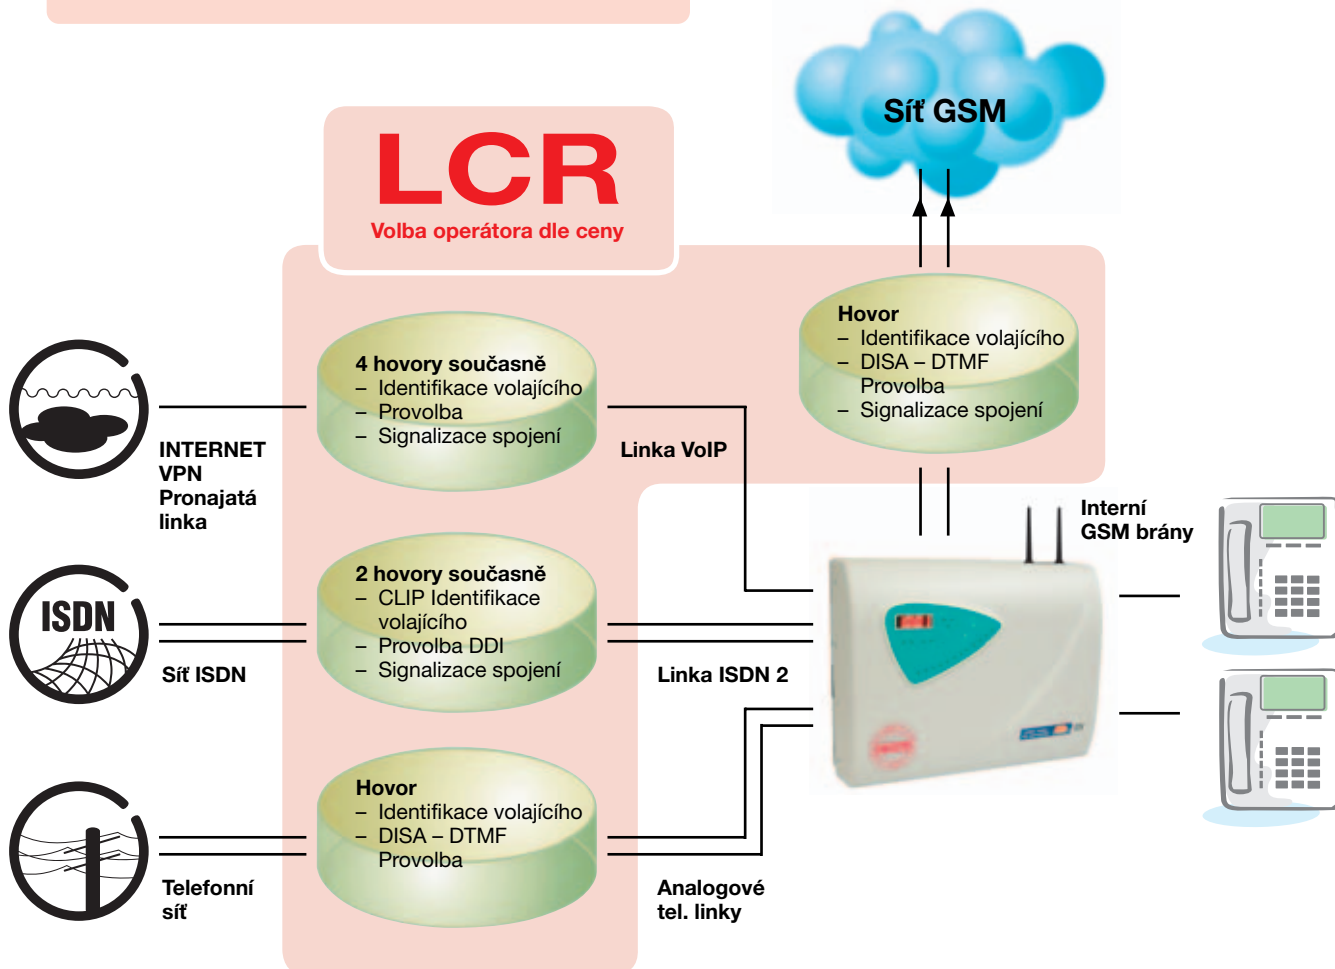 Síť GSM
LCR
Volba operátora dle ceny
Hovor
– Identifikace volajícího
– DISA – DTMF
Provolba
– Signalizace spojení
4 hovory současně
– Identifikace volajícího
– Provolba
– Signalizace spojení
INTERNET
VPN
Pronajatá
linka
Linka VoIP
Interní
GSM brány
2 hovory současně
– CLIP Identifikace
volajícího
– Provolba DDI
– Signalizace spojení
ISDN
Síť ISDN
Linka ISDN 2
Hovor
– Identifikace volajícího
– DISA – DTMF
Provolba
Telefonní
síť
Analogové
tel. linky